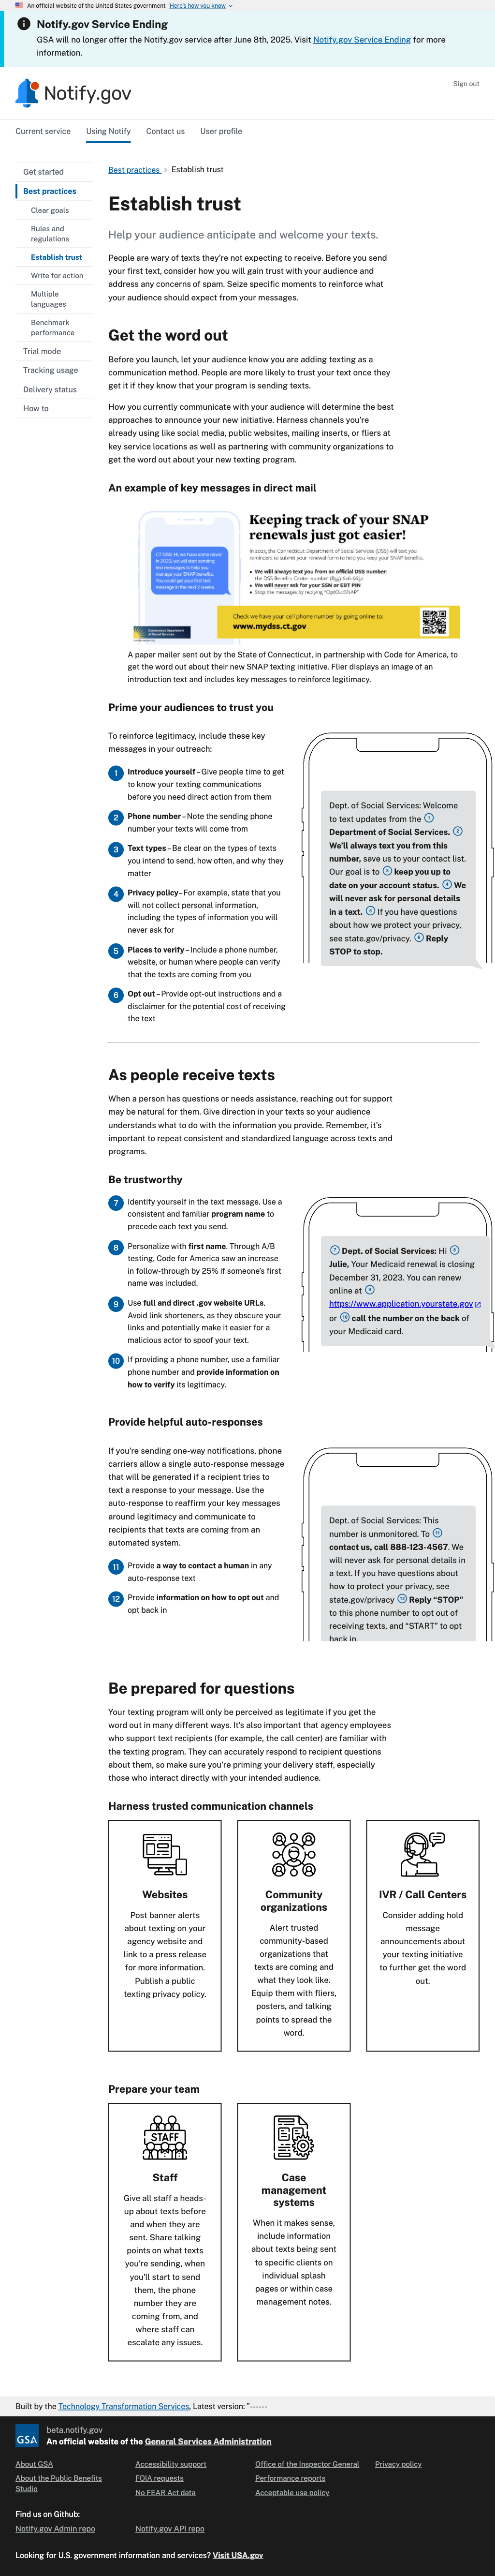 An official website of the United States government Here's how you know
Notify.gov Service Ending
GSA will no longer offer the Notify.gov service after June 8th, 2025. Visit Notify.gov Service Ending for more
information.
Notify.gov
Sign out
Current service
Using Notify
Contact us
User profile
Get started
Best practices
Clear goals
Rules and
regulations
Establish trust
Write for action
Multiple
languages
Benchmark
performance
Trial mode
Tracking usage
Delivery status
How to
Best practices › Establish trust
Establish trust
Help your audience anticipate and welcome your texts.
People are wary of texts they're not expecting to receive. Before you send
your first text, consider how you will gain trust with your audience and
address any concerns of spam. Seize specific moments to reinforce what
your audience should expect from your messages.
Get the word out
Before you launch, let your audience know you are adding texting as a
communication method. People are more likely to trust your text once they
get it if they know that your program is sending texts.
How you currently communicate with your audience will determine the best
approaches to announce your new initiative. Harness channels you're
already using like social media, public websites, mailing inserts, or fliers at
key service locations as well as partnering with community organizations to
get the word out about your new texting program.
An example of key messages in direct mail
CT DSS: Hi, we have some news!
In 2023, we will start sending
text messages to help you
manage your SNAP benefits.
You could get your first text
message in the next 2 weeks!
Keeping track of your SNAP
renewals just got easier!
In 2023, the Connecticut Department of Social Services (DSS) will text you
reminders to submit your renewals on time so you can keep your SNAP benefits.
• We will always text you from an official DSS number:
• We will never ask for your SSN or EBT PIN
• Stop the messages by replying "OptOutSNAP"
Check we have your cell phone number by going online to:
www.mydss.ct.gov
A paper mailer sent out by the State of Connecticut, in partnership with Code for America, to
get the word out about their new SNAP texting initiative. Flier displays an image of an
introduction text and includes key messages to reinforce legitimacy.
Prime your audiences to trust you
To reinforce legitimacy, include these key
messages in your outreach:
1 Introduce yourself – Give people time to get
to know your texting communications
before you need direct action from them
2 Phone number – Note the sending phone
number your texts will come from
3 Text types – Be clear on the types of texts
you intend to send, how often, and why they
matter
4 Privacy policy– For example, state that you
will not collect personal information,
including the types of information you will
never ask for
5 Places to verify – Include a phone number,
website, or human where people can verify
that the texts are coming from you
6 Opt out – Provide opt-out instructions and a
disclaimer for the potential cost of receiving
the text
Dept. of Social Services: Welcome
to text updates from the 1
Department of Social Services. 2
We'll always text you from this
number, save us to your contact list.
Our goal is to 3 keep you up to
date on your account status. 4 We
will never ask for personal details
in a text. 5 If you have questions
about how we protect your privacy,
see state.gov/privacy. 6 Reply
STOP to stop.
As people receive texts
When a person has questions or needs assistance, reaching out for support
may be natural for them. Give direction in your texts so your audience
understands what to do with the information you provide. Remember, it's
important to repeat consistent and standardized language across texts and
programs.
Be trustworthy
7 Identify yourself in the text message. Use a
consistent and familiar program name to
precede each text you send.
8 Personalize with first name. Through A/B
testing, Code for America saw an increase
in follow-through by 25% if someone's first
name was included.
9 Use full and direct .gov website URLs.
Avoid link shorteners, as they obscure your
links and potentially make it easier for a
malicious actor to spoof your text.
10 If providing a phone number, use a familiar
phone number and provide information on
how to verify its legitimacy.
7 Dept. of Social Services: Hi 8
Julie, Your Medicaid renewal is closing
December 31, 2023. You can renew
online at 9
https://www.application.yourstate.gov
or 10 call the number on the back of
your Medicaid card.
Provide helpful auto-responses
If you're sending one-way notifications, phone
carriers allow a single auto-response message
that will be generated if a recipient tries to
text a response to your message. Use the
auto-response to reaffirm your key messages
around legitimacy and communicate to
recipients that texts are coming from an
automated system.
11 Provide a way to contact a human in any
auto-response text
12 Provide information on how to opt out and
opt back in
Dept. of Social Services: This
number is unmonitored. To 11
contact us, call 888-123-4567. We
will never ask for personal details in
a text. If you have questions about
how to protect your privacy, see
state.gov/privacy 12 Reply “STOP”
to this phone number to opt out of
receiving texts, and “START” to opt
back in.
Be prepared for questions
Your texting program will only be perceived as legitimate if you get the
word out in many different ways. It's also important that agency employees
who support text recipients (for example, the call center) are familiar with
the texting program. They can accurately respond to recipient questions
about them, so make sure you're priming your delivery staff, especially
those who interact directly with your intended audience.
Harness trusted communication channels
Websites
Post banner alerts
about texting on your
agency website and
link to a press release
for more information.
Publish a public
texting privacy policy.
Community
organizations
Alert trusted
community-based
organizations that
texts are coming and
what they look like.
Equip them with fliers,
posters, and talking
points to spread the
word.
IVR / Call Centers
Consider adding hold
message
announcements about
your texting initiative
to further get the word
out.
Prepare your team
STAFF
Staff
Give all staff a heads-
up about texts before
and when they are
sent. Share talking
points on what texts
you're sending, when
you'll start to send
them, the phone
number they are
coming from, and
where staff can
escalate any issues.
Case
management
systems
When it makes sense,
include information
about texts being sent
to specific clients on
individual splash
pages or within case
management notes.
Built by the Technology Transformation Services, Latest version: "------
GSA
beta.notify.gov
An official website of the General Services Administration
About GSA
About the Public Benefits
Studio
Accessibility support
FOIA requests
No FEAR Act data
Office of the Inspector General
Performance reports
Acceptable use policy
Privacy policy
Find us on Github:
Notify.gov Admin repo
Notify.gov API repo
Looking for U.S. government information and services? Visit USA.gov